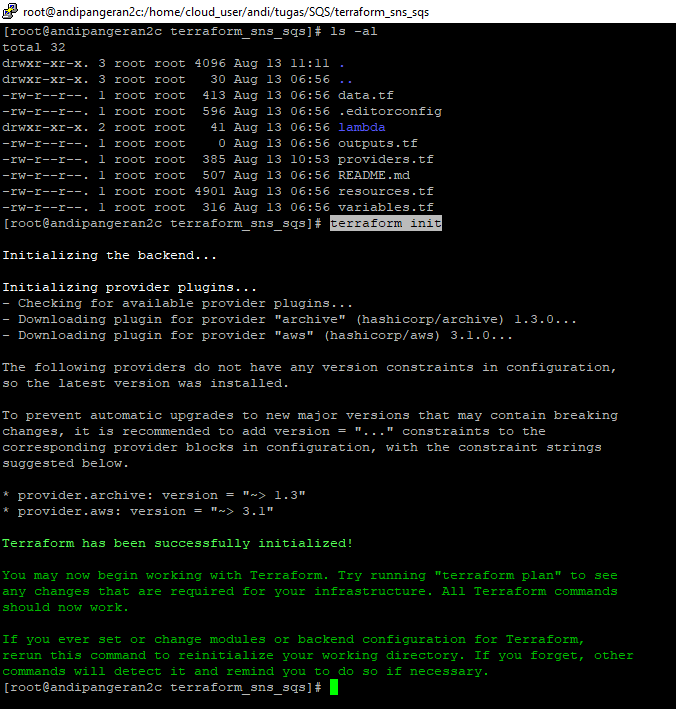 root@andipangeran2c:/home/cloud_user/andi/tugas/SQS/terraform_sns_sqs
[root@andipangeran2c terraform_sns_sqs]# ls -al
total 32
drwxr-xr-x. 3 root root 4096 Aug 13 11:11 .
drwxr-xr-x. 3 root root   30 Aug 13 06:56 ..
-rw-r--r--. 1 root root  413 Aug 13 06:56 data.tf
-rw-r--r--. 1 root root  596 Aug 13 06:56 .editorconfig
drwxr-xr-x. 2 root root   41 Aug 13 06:56 lambda
-rw-r--r--. 1 root root    0 Aug 13 06:56 outputs.tf
-rw-r--r--. 1 root root  385 Aug 13 10:53 providers.tf
-rw-r--r--. 1 root root  507 Aug 13 06:56 README.md
-rw-r--r--. 1 root root 4901 Aug 13 06:56 resources.tf
-rw-r--r--. 1 root root  316 Aug 13 06:56 variables.tf
[root@andipangeran2c terraform_sns_sqs]# terraform init
Initializing the backend...
Initializing provider plugins...
- Checking for available provider plugins...
- Downloading plugin for provider "archive" (hashicorp/archive) 1.3.0...
- Downloading plugin for provider "aws" (hashicorp/aws) 3.1.0...
The following providers do not have any version constraints in configuration,
so the latest version was installed.
To prevent automatic upgrades to new major versions that may contain breaking
changes, it is recommended to add version = "..." constraints to the
corresponding provider blocks in configuration, with the constraint strings
suggested below.
* provider.archive: version = "~> 1.3"
* provider.aws: version = "~> 3.1"
Terraform has been successfully initialized!
You may now begin working with Terraform. Try running "terraform plan" to see
any changes that are required for your infrastructure. All Terraform commands
should now work.
If you ever set or change modules or backend configuration for Terraform,
rerun this command to reinitialize your working directory. If you forget, other
commands will detect it and remind you to do so if necessary.
[root@andipangeran2c terraform_sns_sqs]#